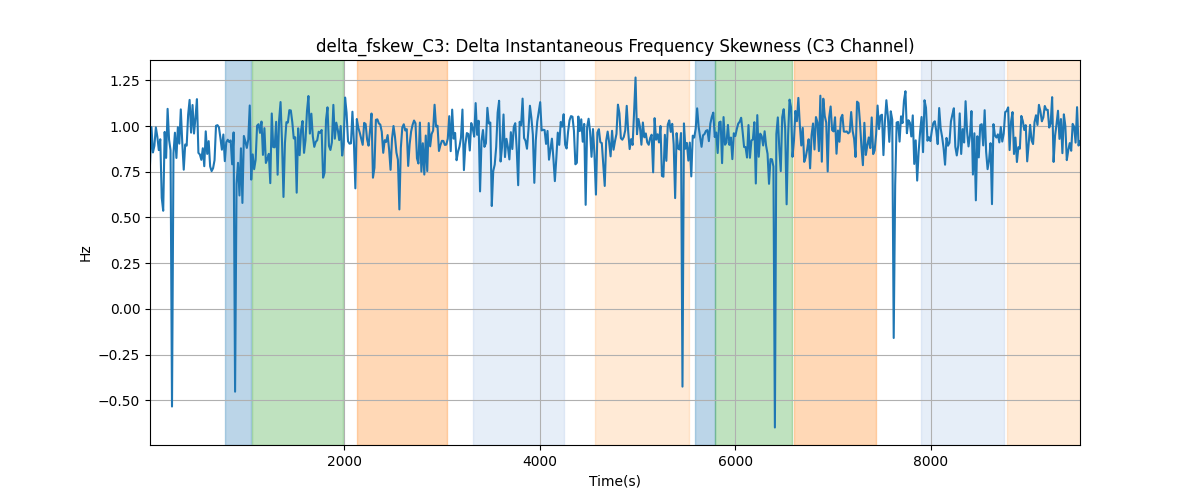 delta_fskew_C3: Delta Instantaneous Frequency Skewness (C3 Channel)
1.25
1.00
0.75
0.50
0.25
0.00
−0.25
−0.50
Hz
2000 4000 6000 8000
Time(s)